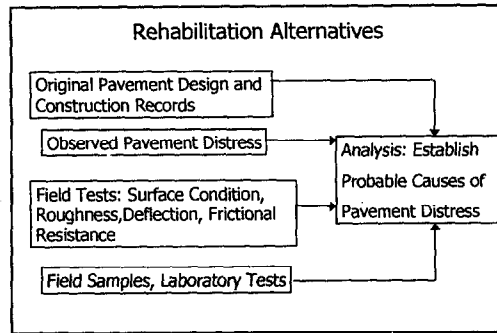 Rehabilitation Alternatives
Original Pavement Design and
Construction Records
Observed Pavement Distress
Analysis: Establish
Probable Causes of
Pavement Distress
Field Tests: Surface Condition,
Roughness,Deflection, Frictional
Resistance
Field Samples, Laboratory Tests